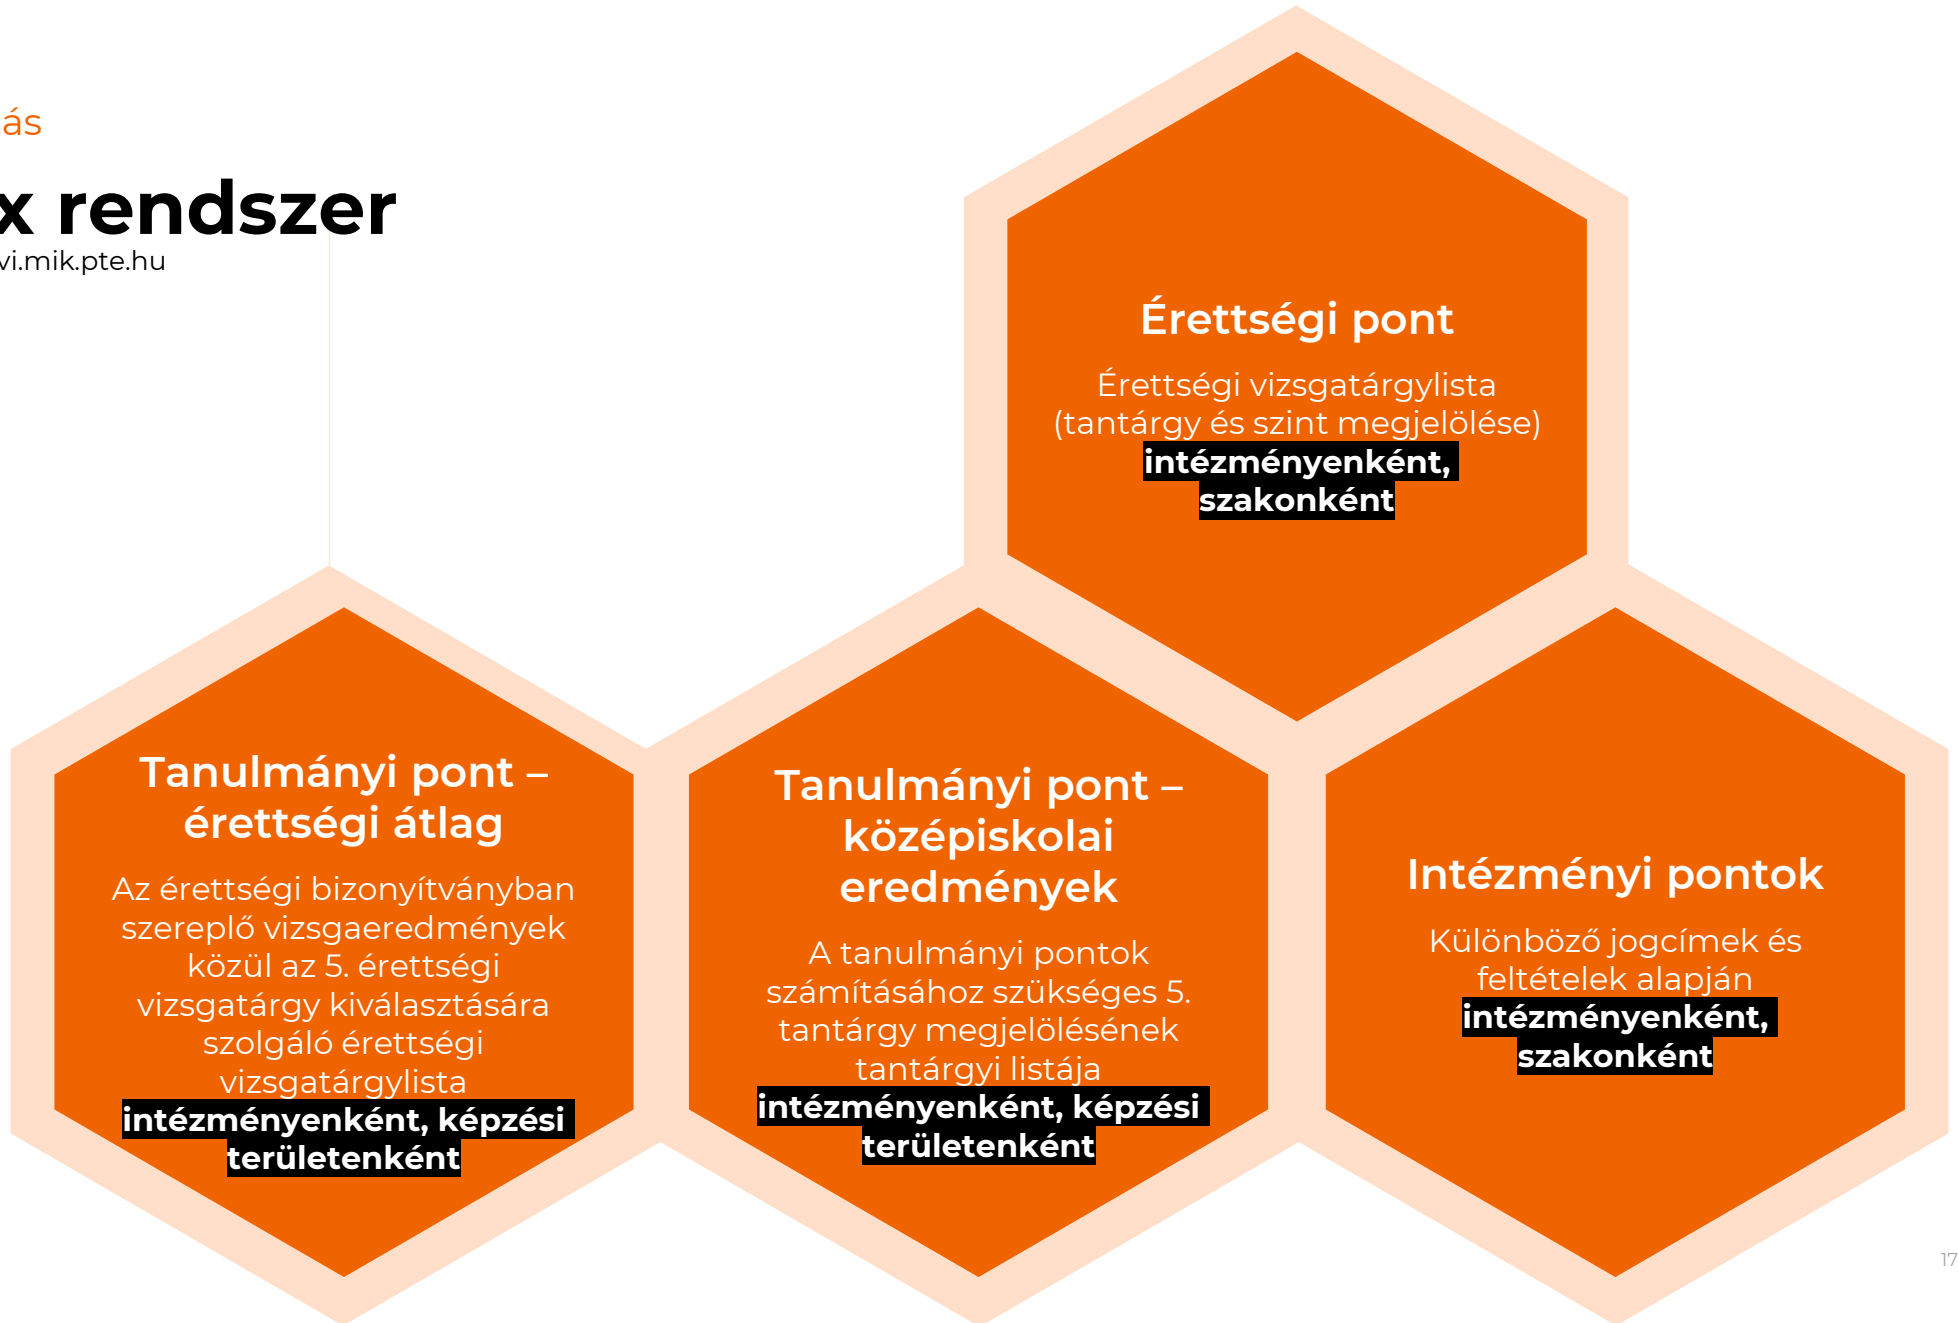 ás
x rendszer
vi.mik.pte.hu
Érettségi pont
Érettségi vizsgatárgylista
(tantárgy és szint megjelölése)
intézményenként,
szakonként
Tanulmányi pont –
érettségi átlag
Az érettségi bizonyítványban
szereplő vizsgaeredmények
közül az 5. érettségi
vizsgatárgy kiválasztására
szolgáló érettségi
vizsgatárgylista
intézményenként, képzési
területenként
Tanulmányi pont –
középiskolai
eredmények
A tanulmányi pontok
számításához szükséges 5.
tantárgy megjelölésének
tantárgyi listája
intézményenként, képzési
területenként
Intézményi pontok
Különböző jogcímek és
feltételek alapján
intézményenként,
szakonként
17